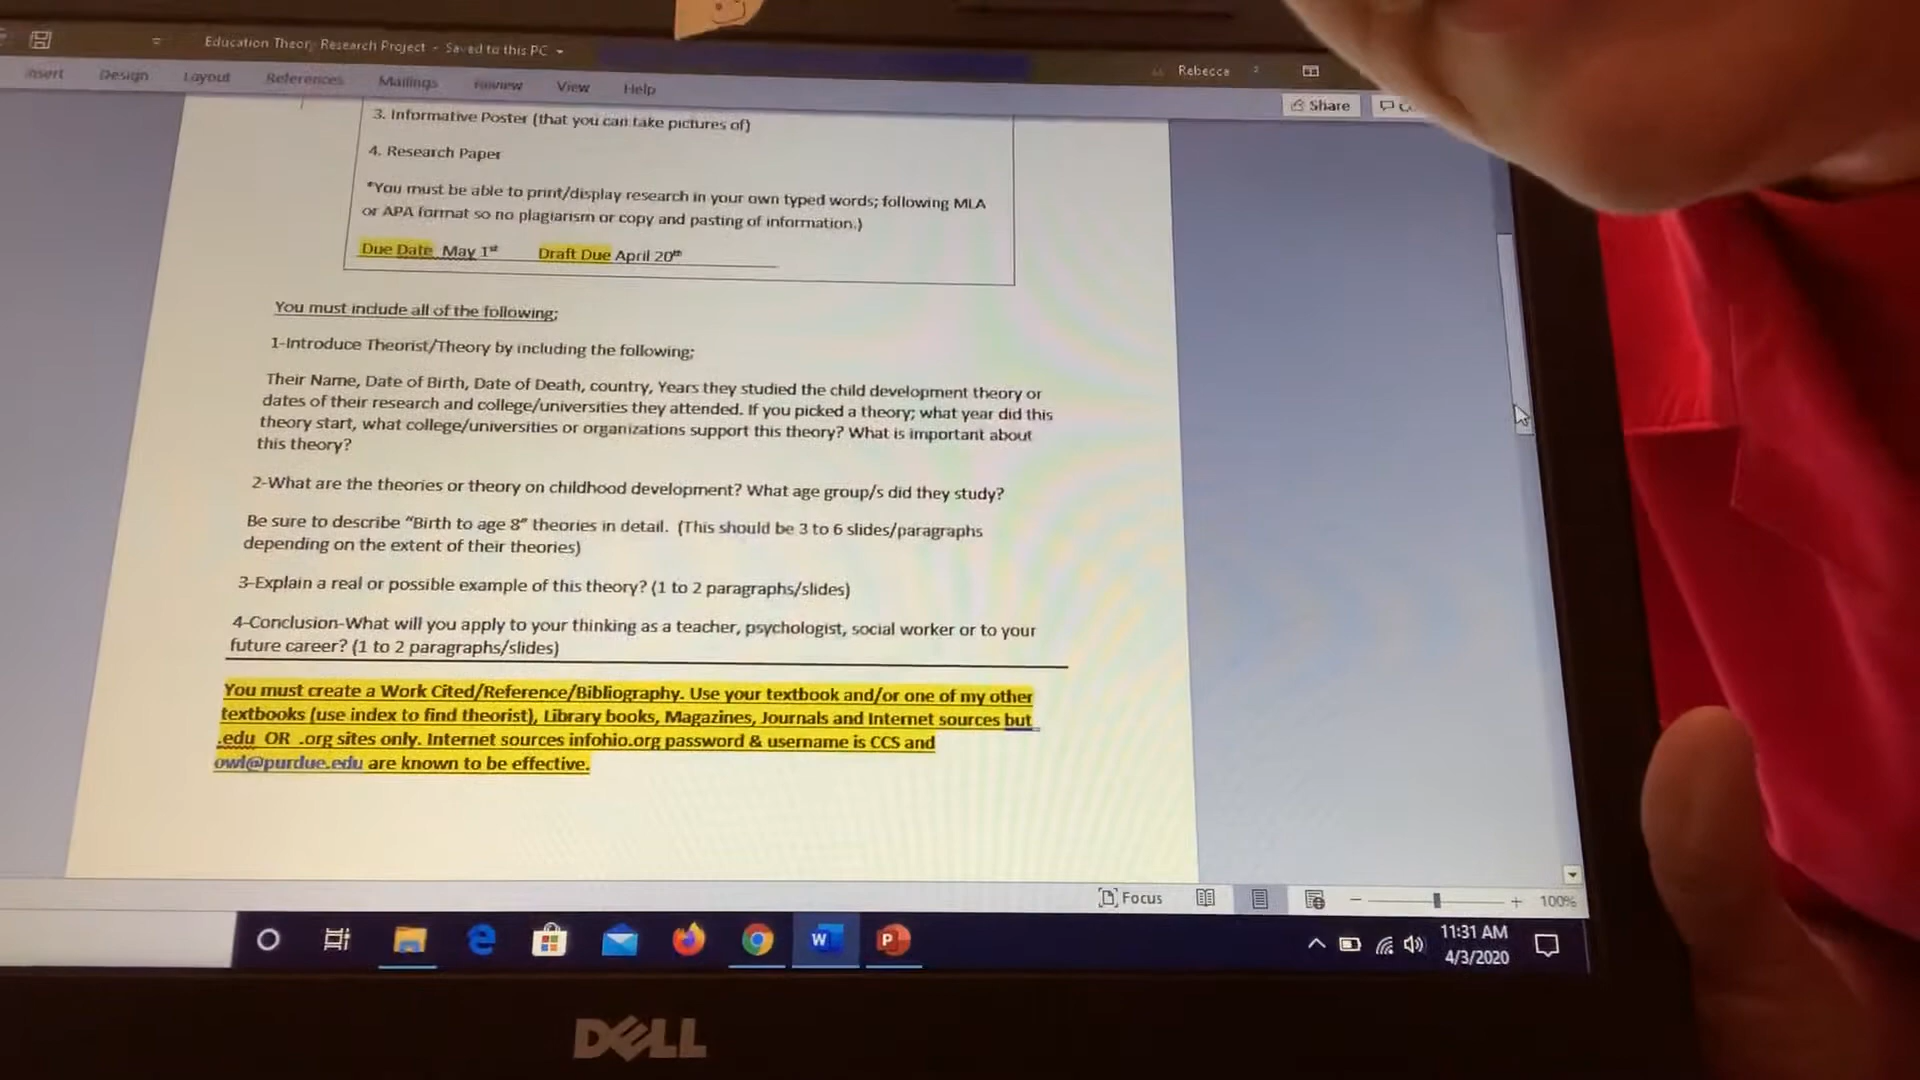 Education Theory Research Project - Saved to this PC
Rebecca
Insert Design Layout References Mailings Review View Help
Share
3. Informative Poster (that you can take pictures of)
4. Research Paper
*You must be able to print/display research in your own typed words; following MLA
or APA format so no plagiarism or copy and pasting of information.)
Due Date May 1st Draft Due April 20th
You must include all of the following;
1-Introduce Theorist/Theory by including the following;
Their Name, Date of Birth, Date of Death, country, Years they studied the child development theory or
dates of their research and college/universities they attended. If you picked a theory; what year did this
theory start, what college/universities or organizations support this theory? What is important about
this theory?
2-What are the theories or theory on childhood development? What age group/s did they study?
Be sure to describe “Birth to age 8” theories in detail. (This should be 3 to 6 slides/paragraphs
depending on the extent of their theories)
3-Explain a real or possible example of this theory? (1 to 2 paragraphs/slides)
4-Conclusion-What will you apply to your thinking as a teacher, psychologist, social worker or to your
future career? (1 to 2 paragraphs/slides)
You must create a Work Cited/Reference/Bibliography. Use your textbook and/or one of my other
textbooks (use index to find theorist), Library books, Magazines, Journals and Internet sources but
.edu OR .org sites only. Internet sources infohio.org password & username is CCS and
owl@purdue.edu are known to be effective.
Focus
100%
W
P
11:31 AM
4/3/2020
DELL